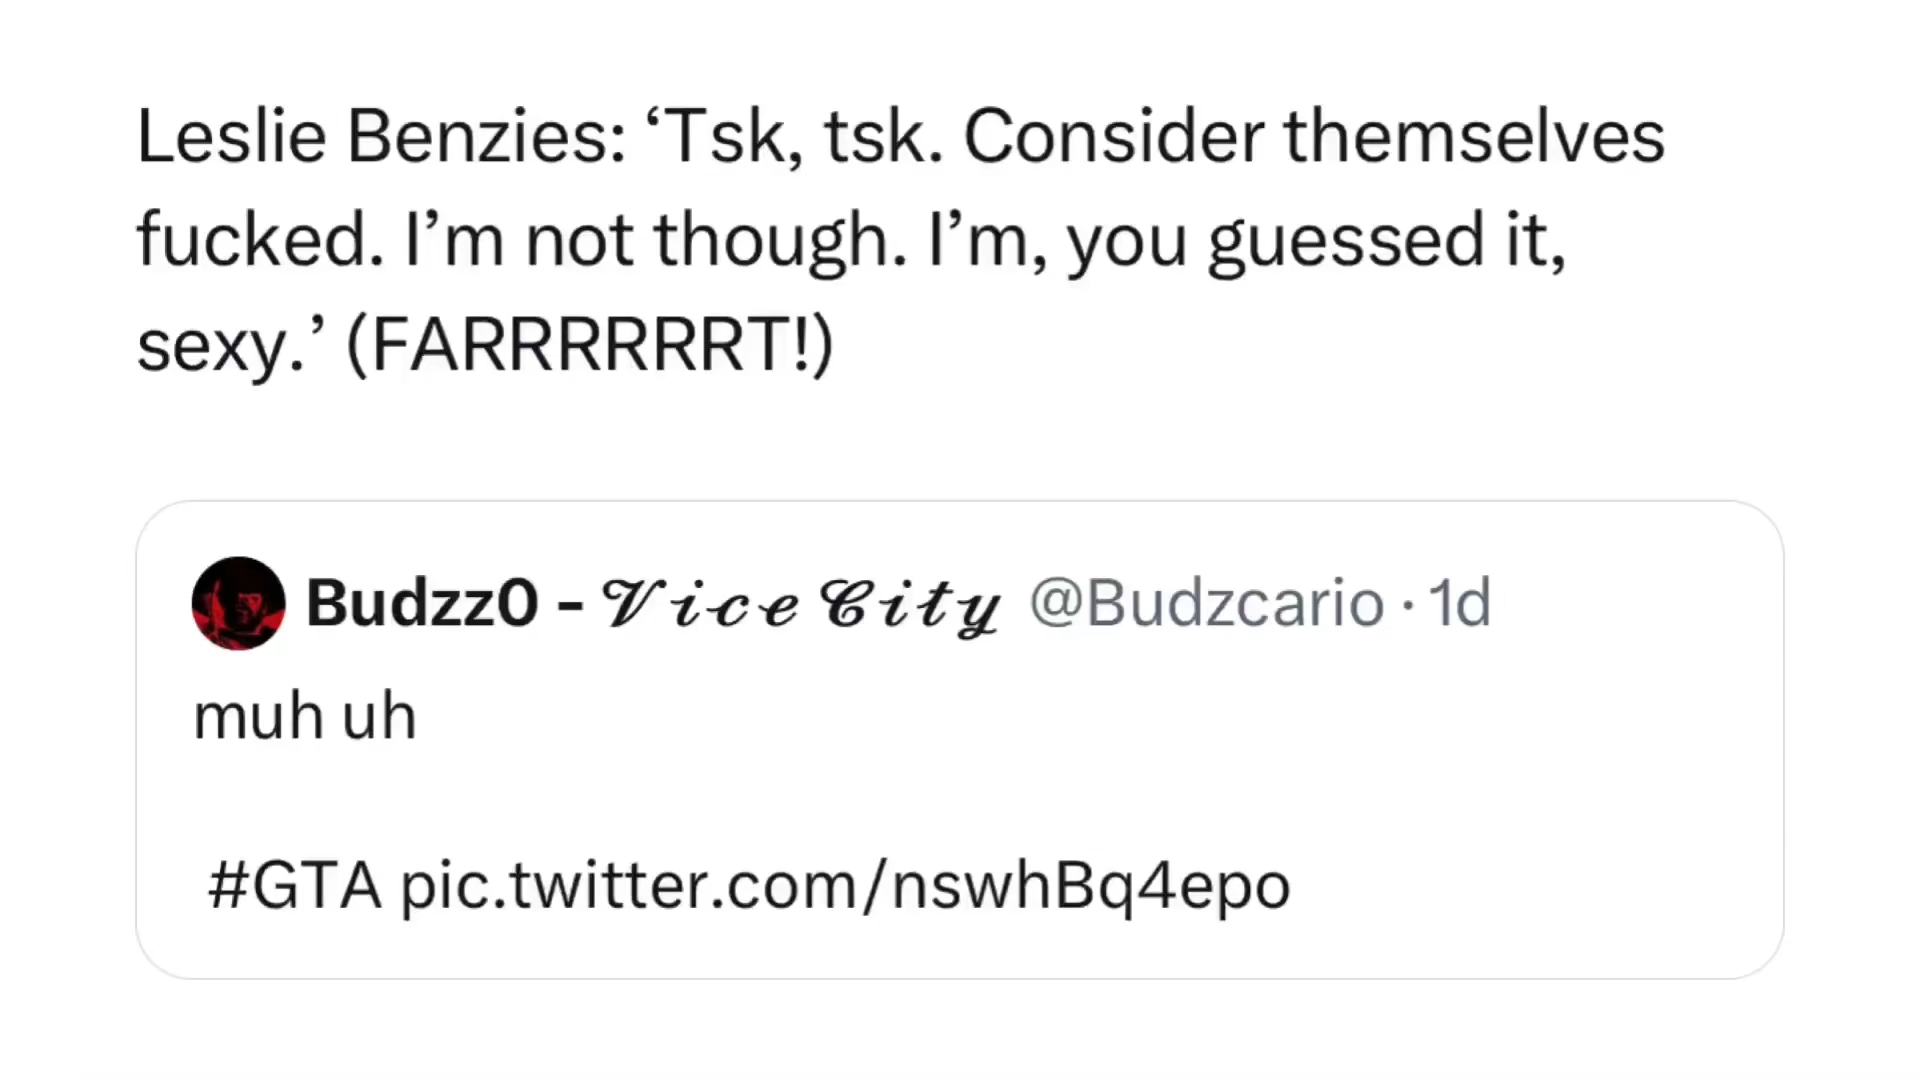 Leslie Benzies: ‘Tsk, tsk. Consider themselves
fucked. I’m not though. I’m, you guessed it,
sexy.’ (FARRRRRRT!)
Budzz0 - 𝓥𝓲𝓬𝓮 𝓒𝓲𝓽𝔂 @Budzcario · 1d
muh uh
#GTA pic.twitter.com/nswhBq4epo